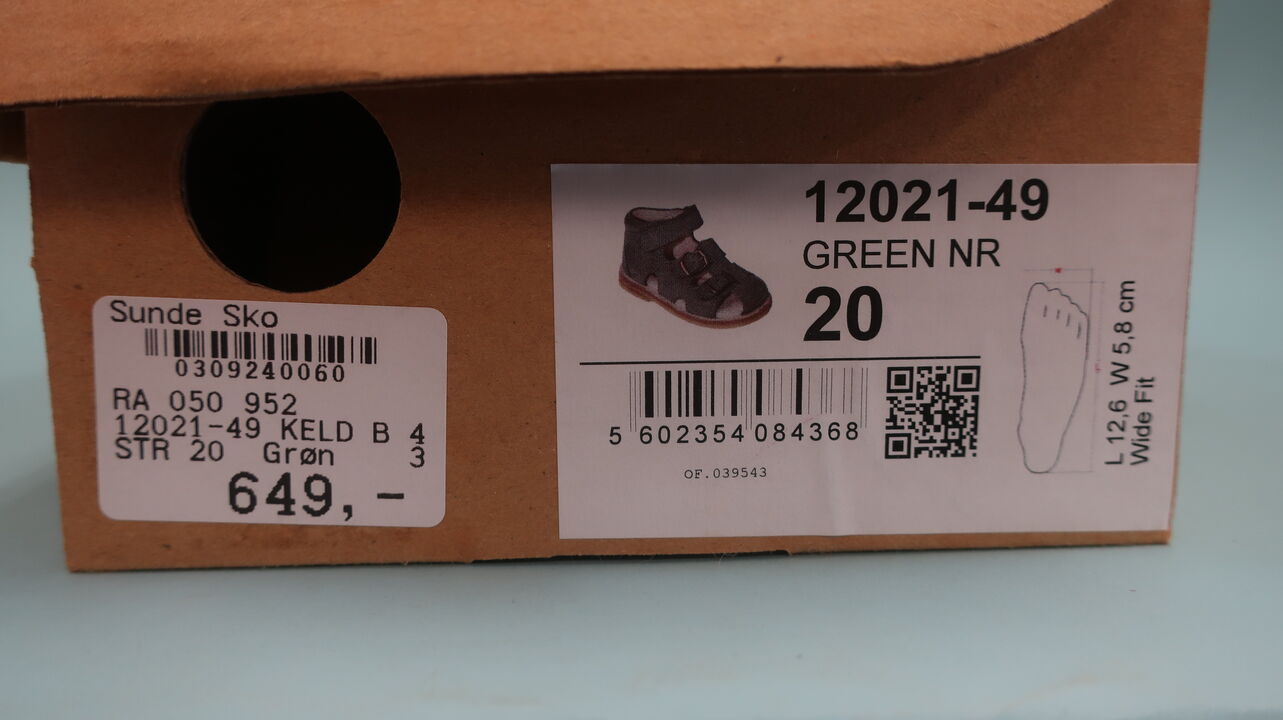 Sunde Sko
0309240060
RA 050 952
12021-49 KELD B 4
STR 20 Grøn 3
649,-
12021-49
GREEN NR
20
5 602354 084368
OF.039543
L 12,6 W 5,8 cm
Wide Fit